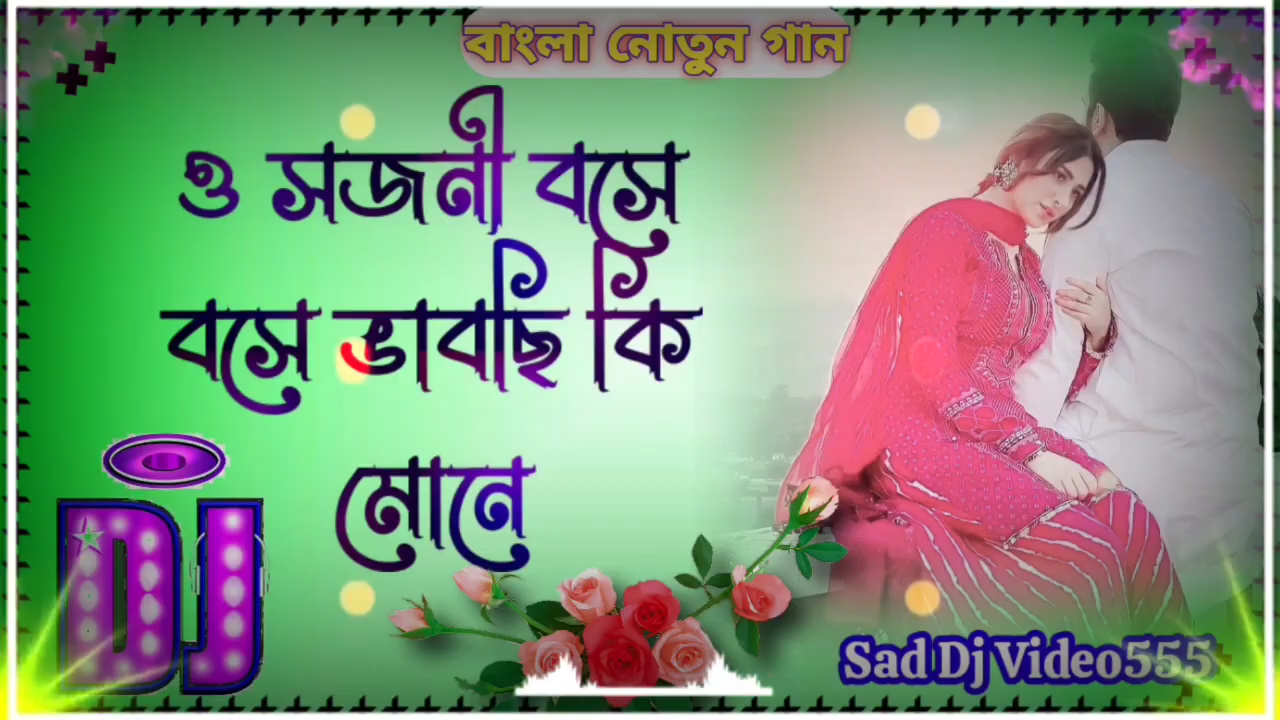 বাংলা নোতুন গান
ও সজনী বসে
বসে ভাবছি কি
মোনে
DJ
Sad Dj Video555